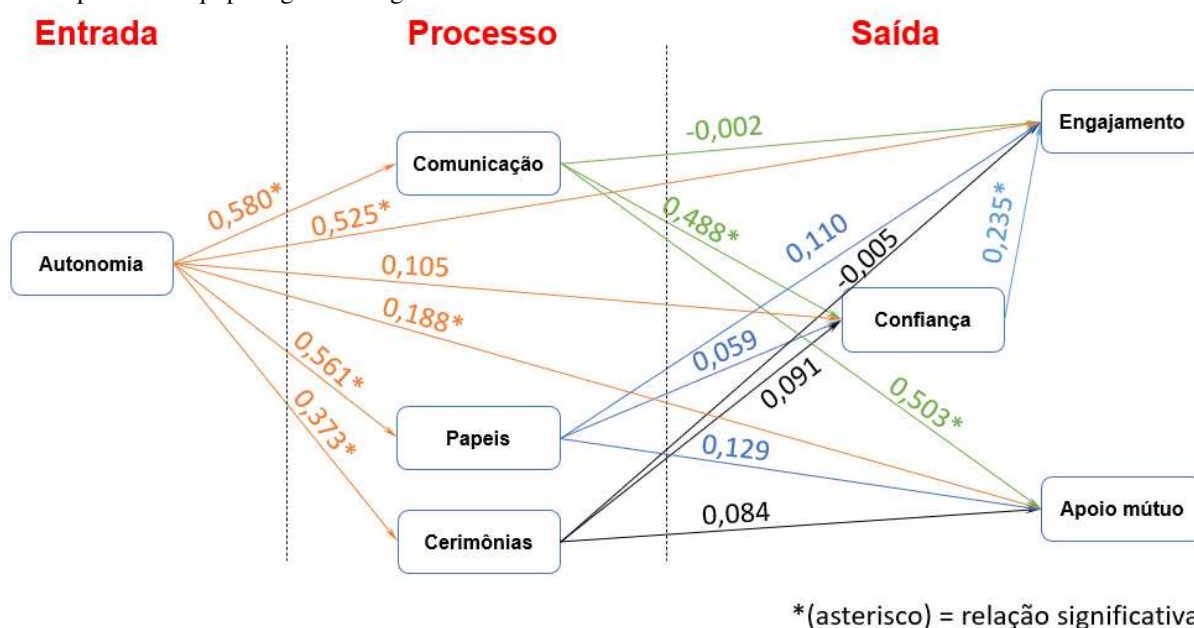 Entrada
Processo
Saída
Comunicação
Engajamento
-0,002
0,580*
0,525*
0,488*
0,110
-0,005
0,235*
Autonomia
0,105
0,188*
Confiança
0,561*
0,373*
0,059
0,091
0,503*
Papeis
0,129
Cerimônias
0,084
Apoio mútuo
*(asterisco) = relação significativa